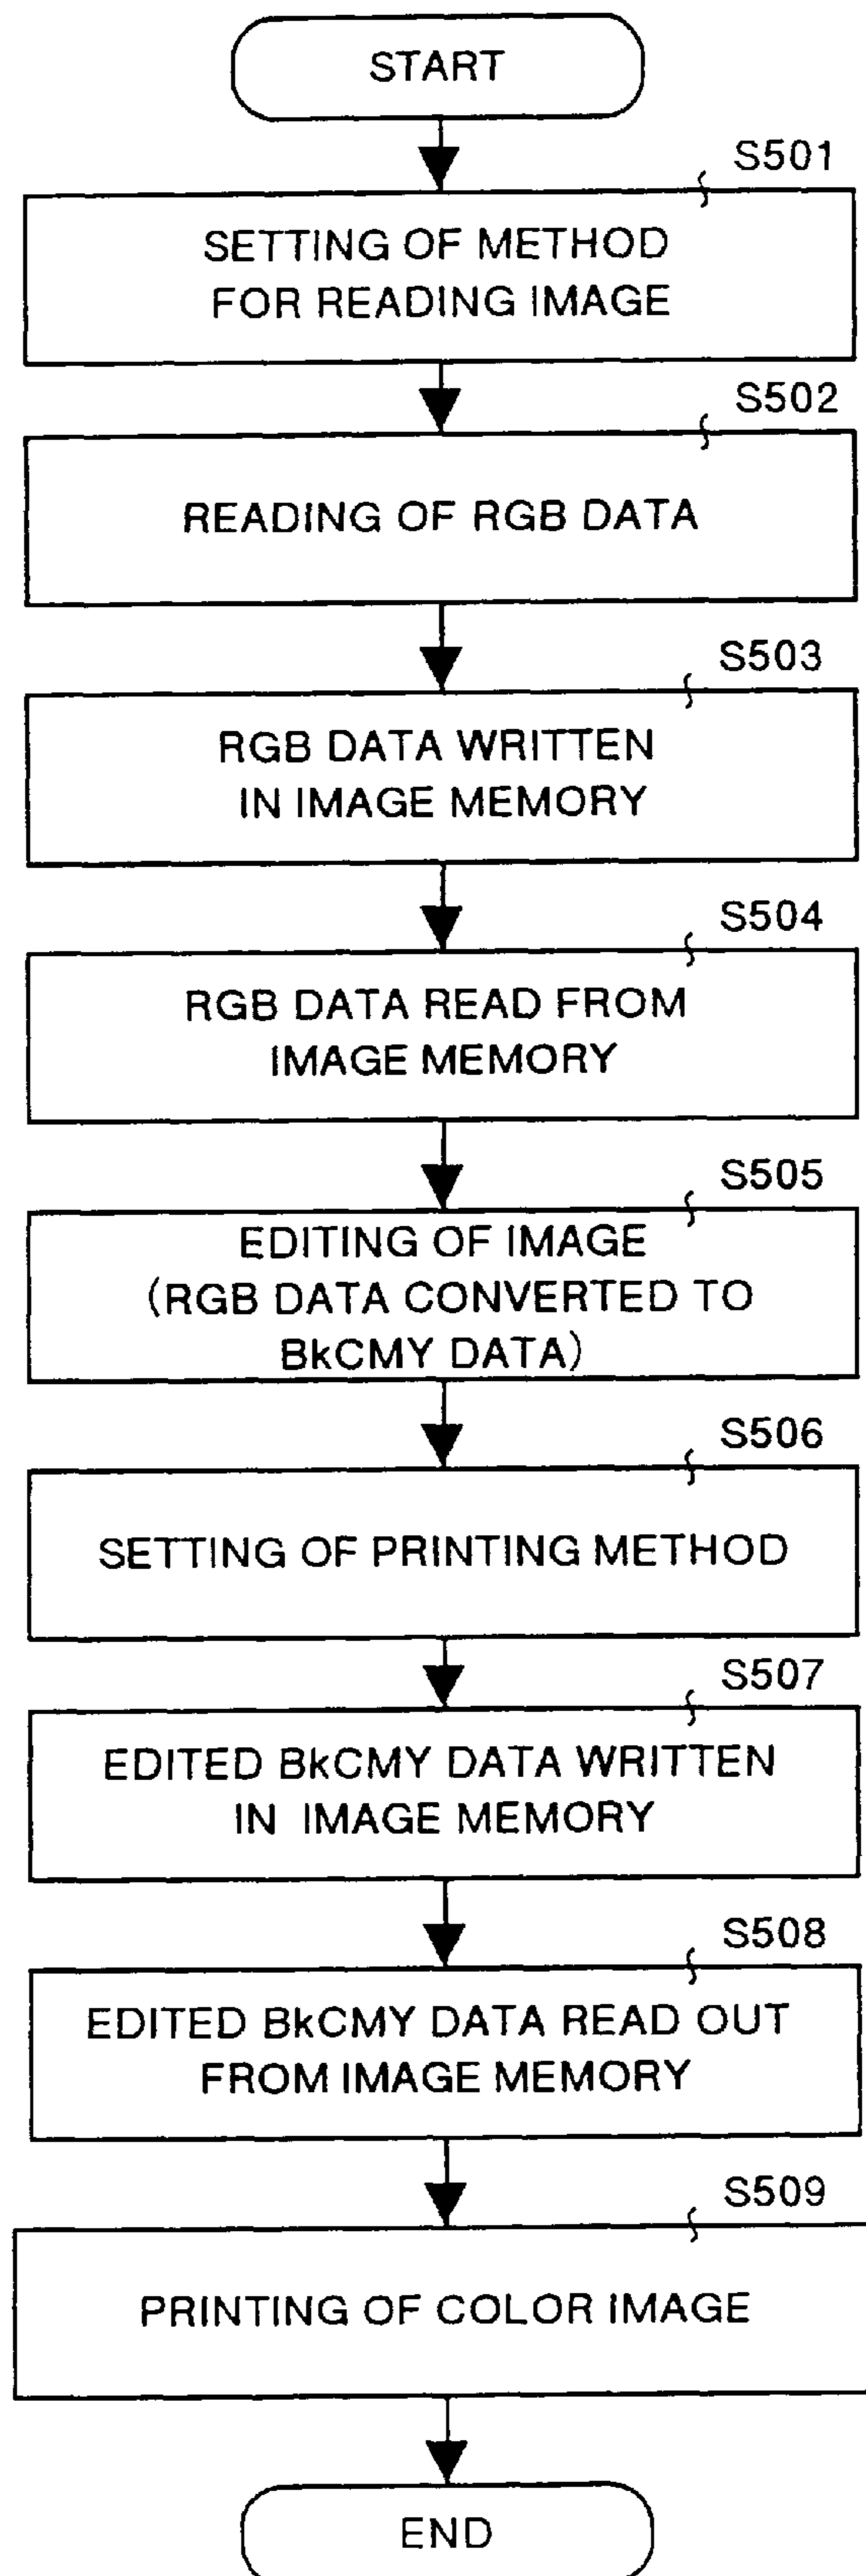 START
S501
SETTING OF METHOD
FOR READING IMAGE
S502
READING OF RGB DATA
S503
RGB DATA WRITTEN
IN IMAGE MEMORY
S504
RGB DATA READ FROM
IMAGE MEMORY
S505
EDITING OF IMAGE
(RGB DATA CONVERTED TO
BkCMY DATA)
S506
SETTING OF PRINTING METHOD
S507
EDITED BkCMY DATA WRITTEN
IN IMAGE MEMORY
S508
EDITED BkCMY DATA READ OUT
FROM IMAGE MEMORY
S509
PRINTING OF COLOR IMAGE
END